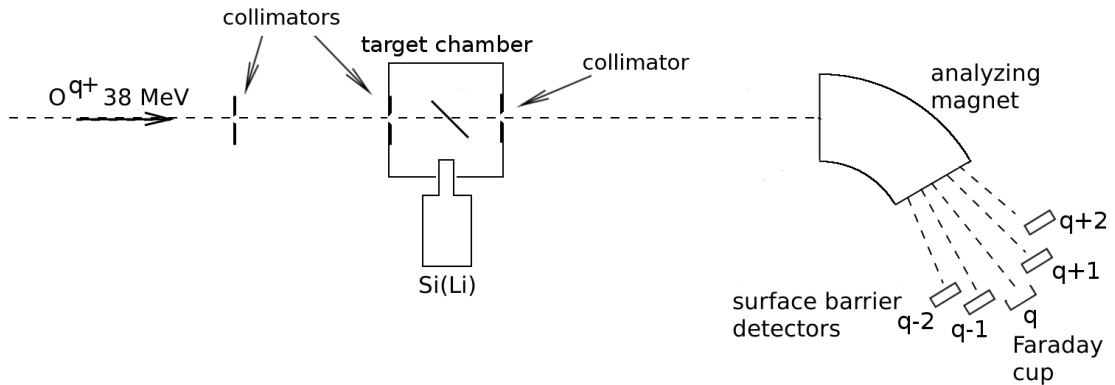 collimators
target chamber
collimator
O^q+ 38 MeV
analyzing
magnet
Si(Li)
surface barrier
detectors
q-2
q-1
q
q+1
q+2
Faraday
cup